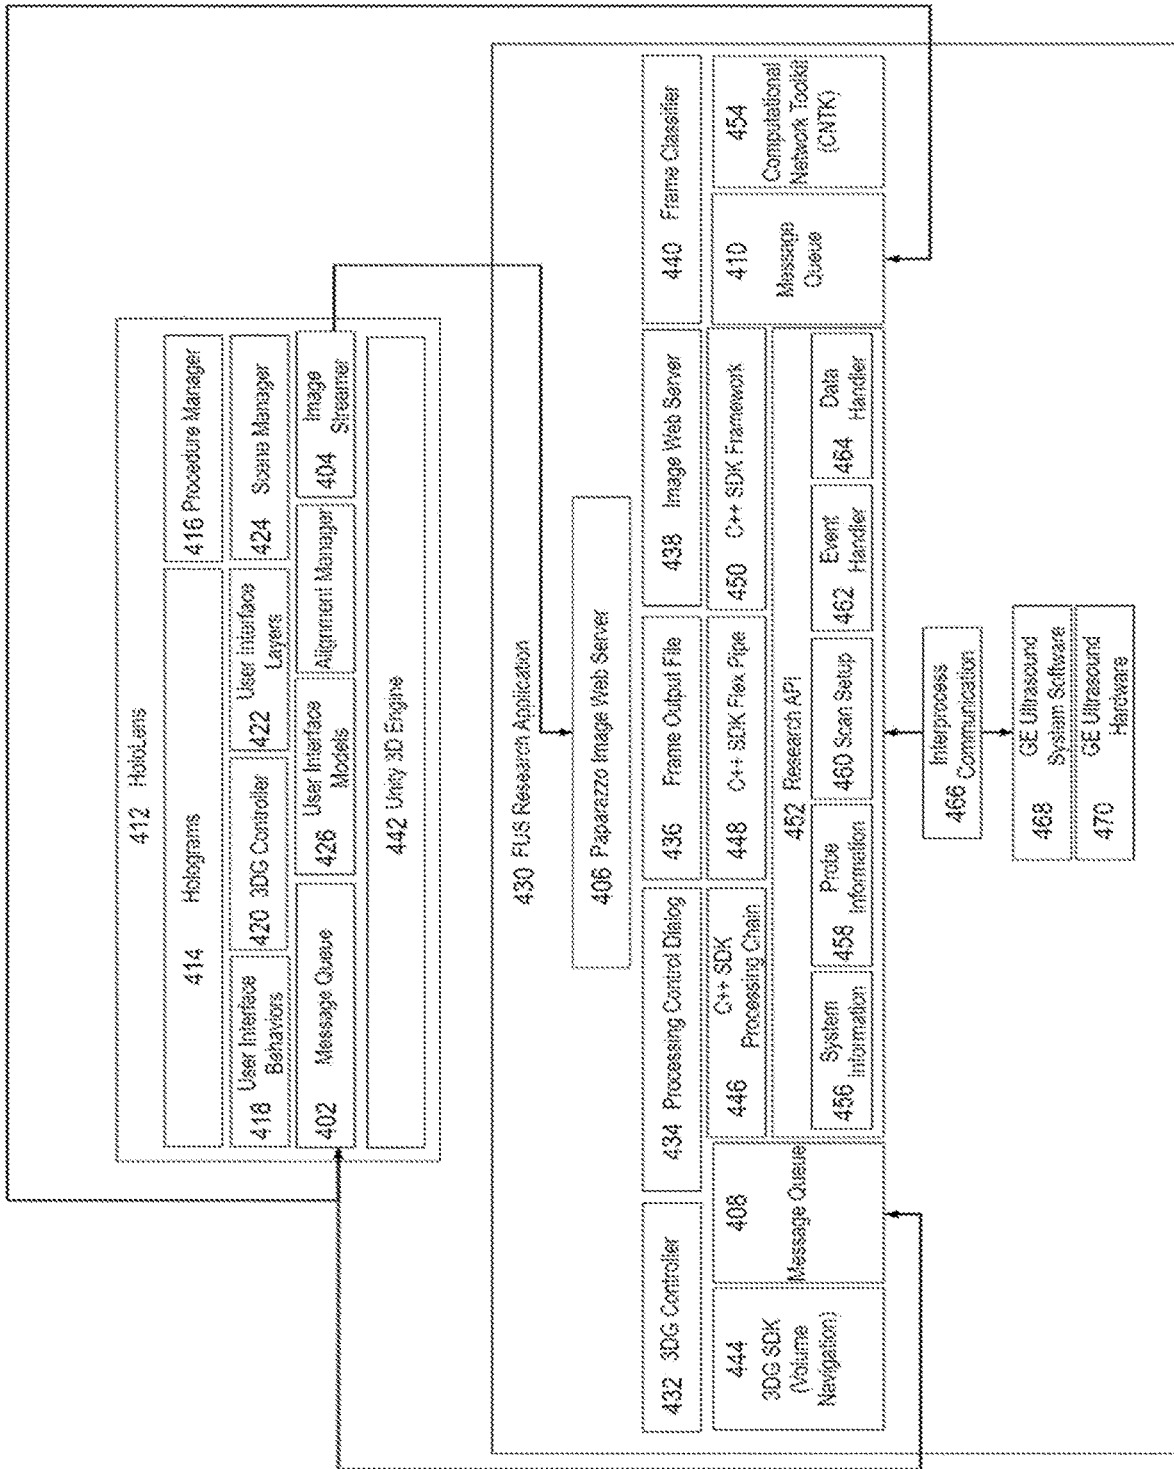 412 HoloLens
414 Holograms
416 Procedure Manager
418 User Interface
Behaviors
420 3DG Controller
422 User Interface
Layers
424 Scene Manager
402 Message Queue
426 User Interface
Models
Alignment Manager
404 Image
Streamer
442 Unity 3D Engine
430 FUS Research Application
406 Paparazzo Image Web Server
432 3DG Controller
434 Processing Control Dialog
436 Frame Output File
438 Image Web Server
440 Frame Classifier
444
3DG SDK
(Volume
Navigation)
408
Message Queue
446 C++ SDK
Processing Chain
448 C++ SDK Flex Pipe
450 C++ SDK Framework
410
Message
Queue
454
Computational
Network Toolkit
(CNTK)
452 Research API
456 System
Information
458 Probe
Information
460 Scan Setup
462 Event
Handler
464 Data
Handler
466 Interprocess
Communication
468 GE Ultrasound
System Software
470 GE Ultrasound
Hardware